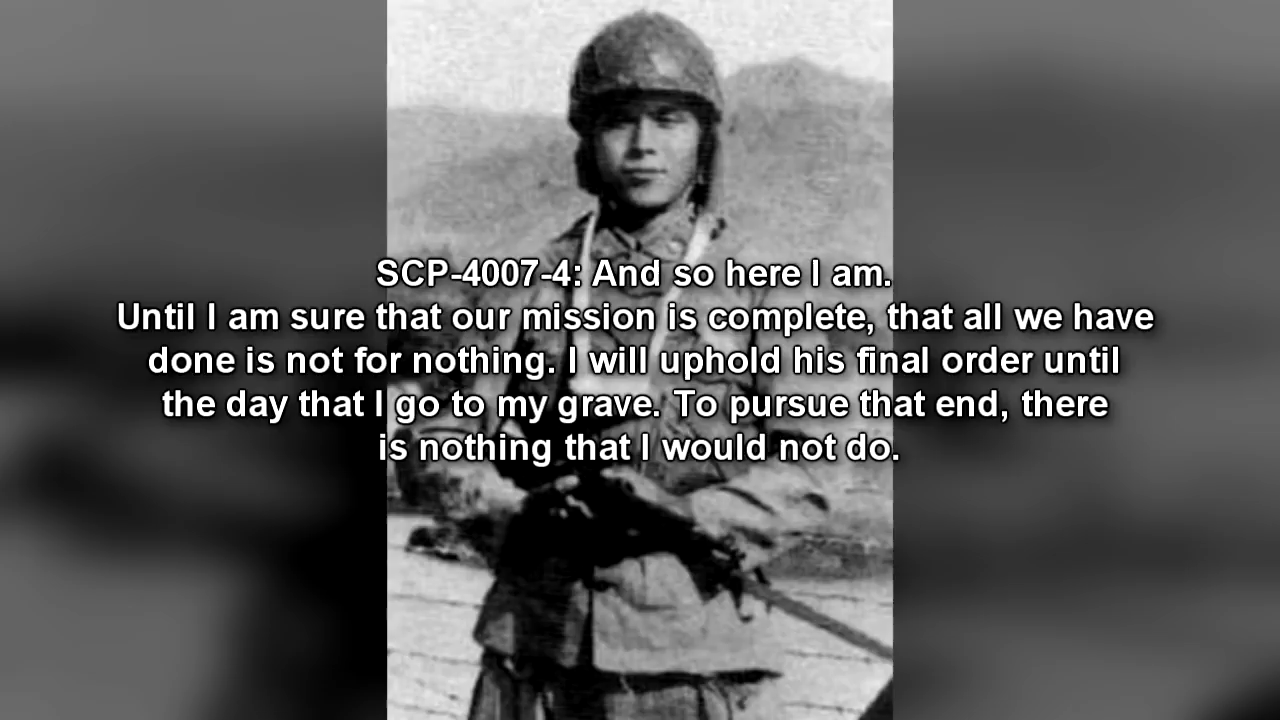 SCP-4007-4: And so here I am.
Until I am sure that our mission is complete, that all we have
done is not for nothing. I will uphold his final order until
the day that I go to my grave. To pursue that end, there
is nothing that I would not do.